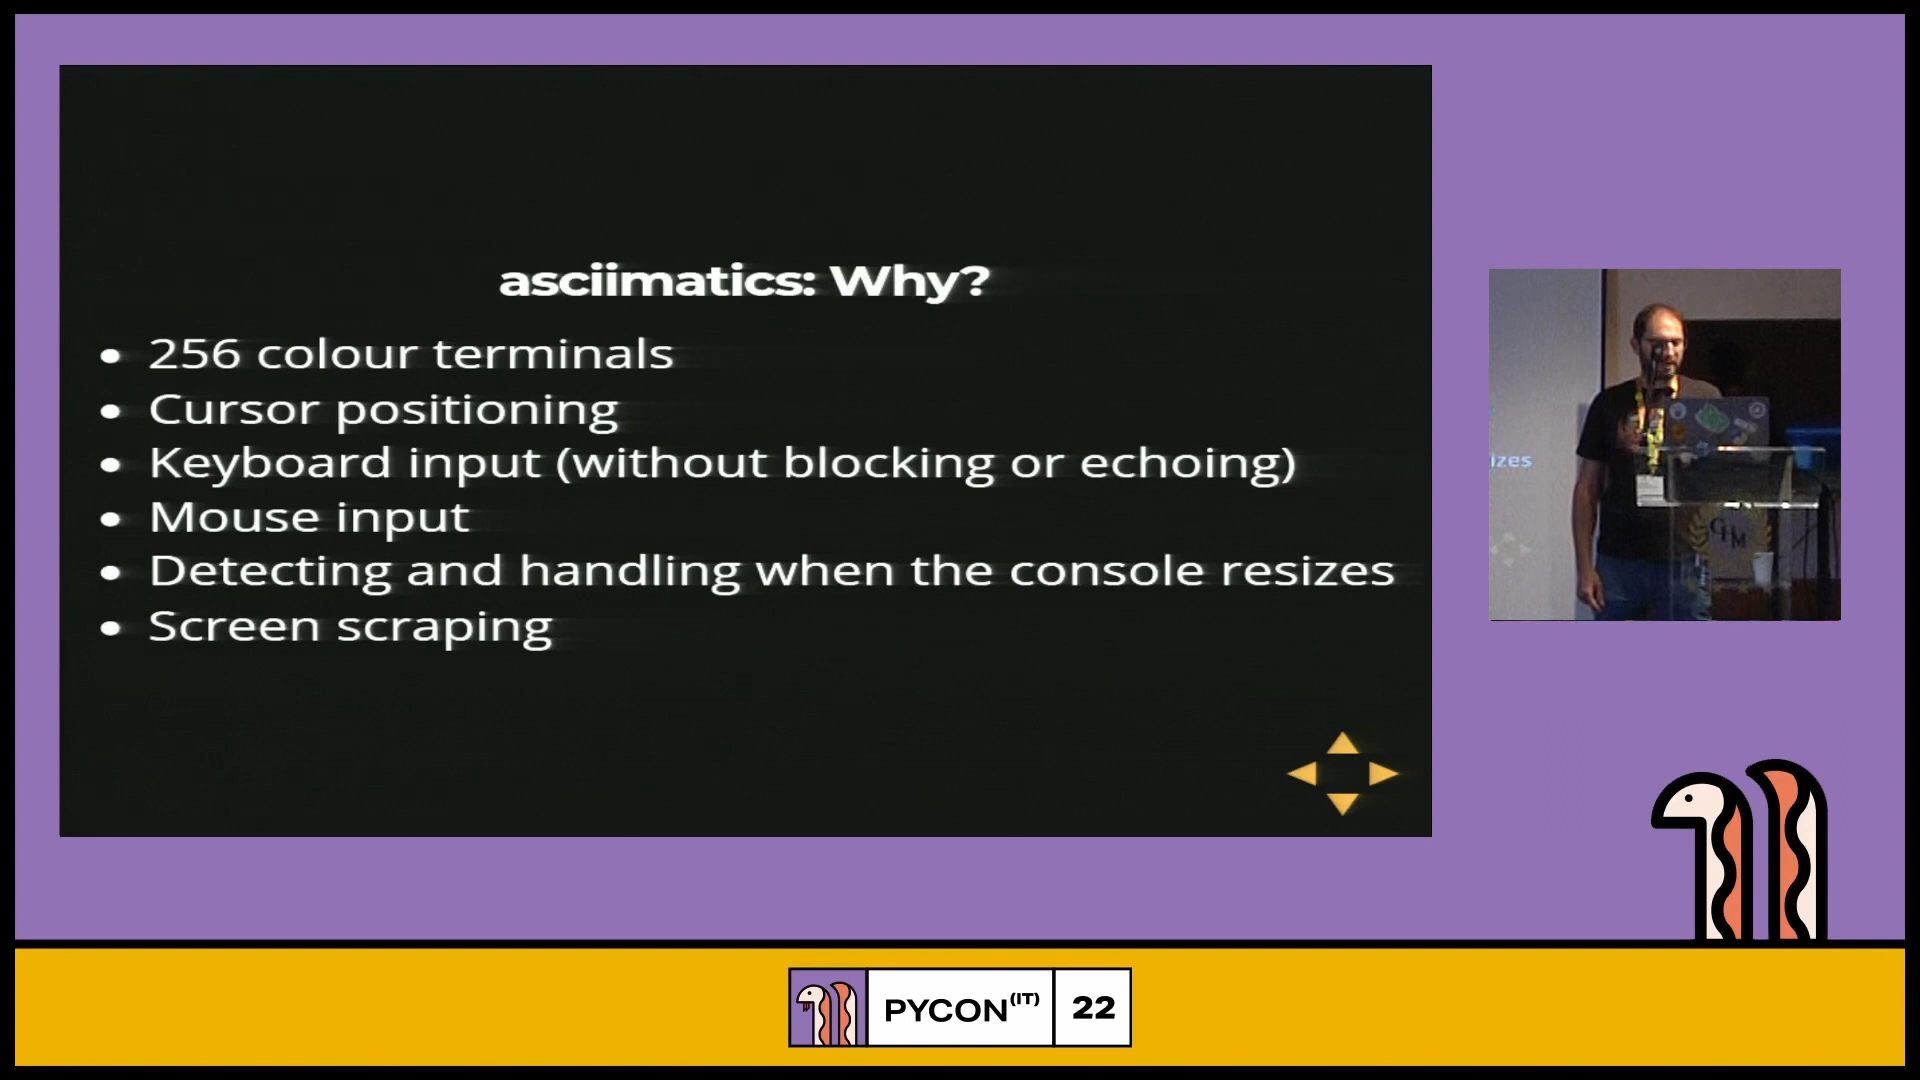 asciimatics: Why?
• 256 colour terminals
• Cursor positioning
• Keyboard input (without blocking or echoing)
• Mouse input
• Detecting and handling when the console resizes
• Screen scraping
izes
GHM
PYCON(IT) 22